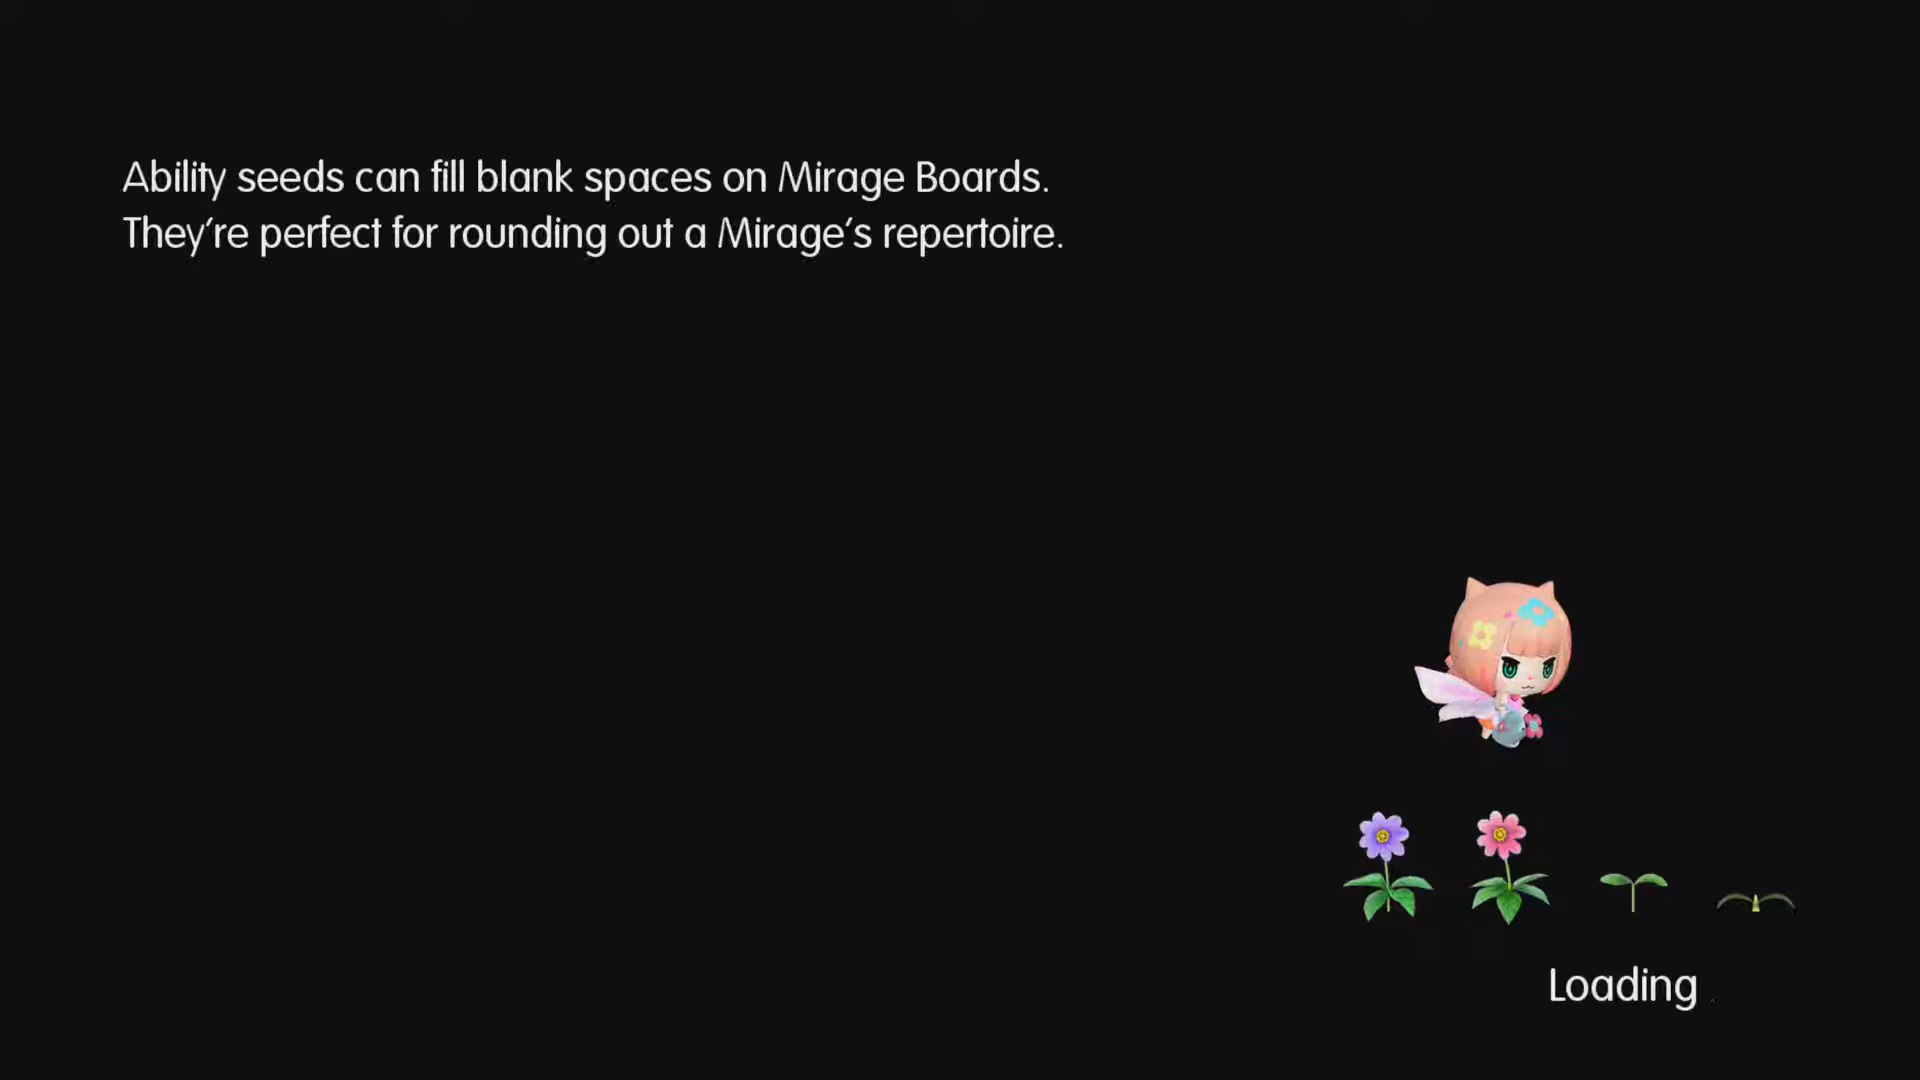 Ability seeds can fill blank spaces on Mirage Boards.
They're perfect for rounding out a Mirage's repertoire.
Loading .